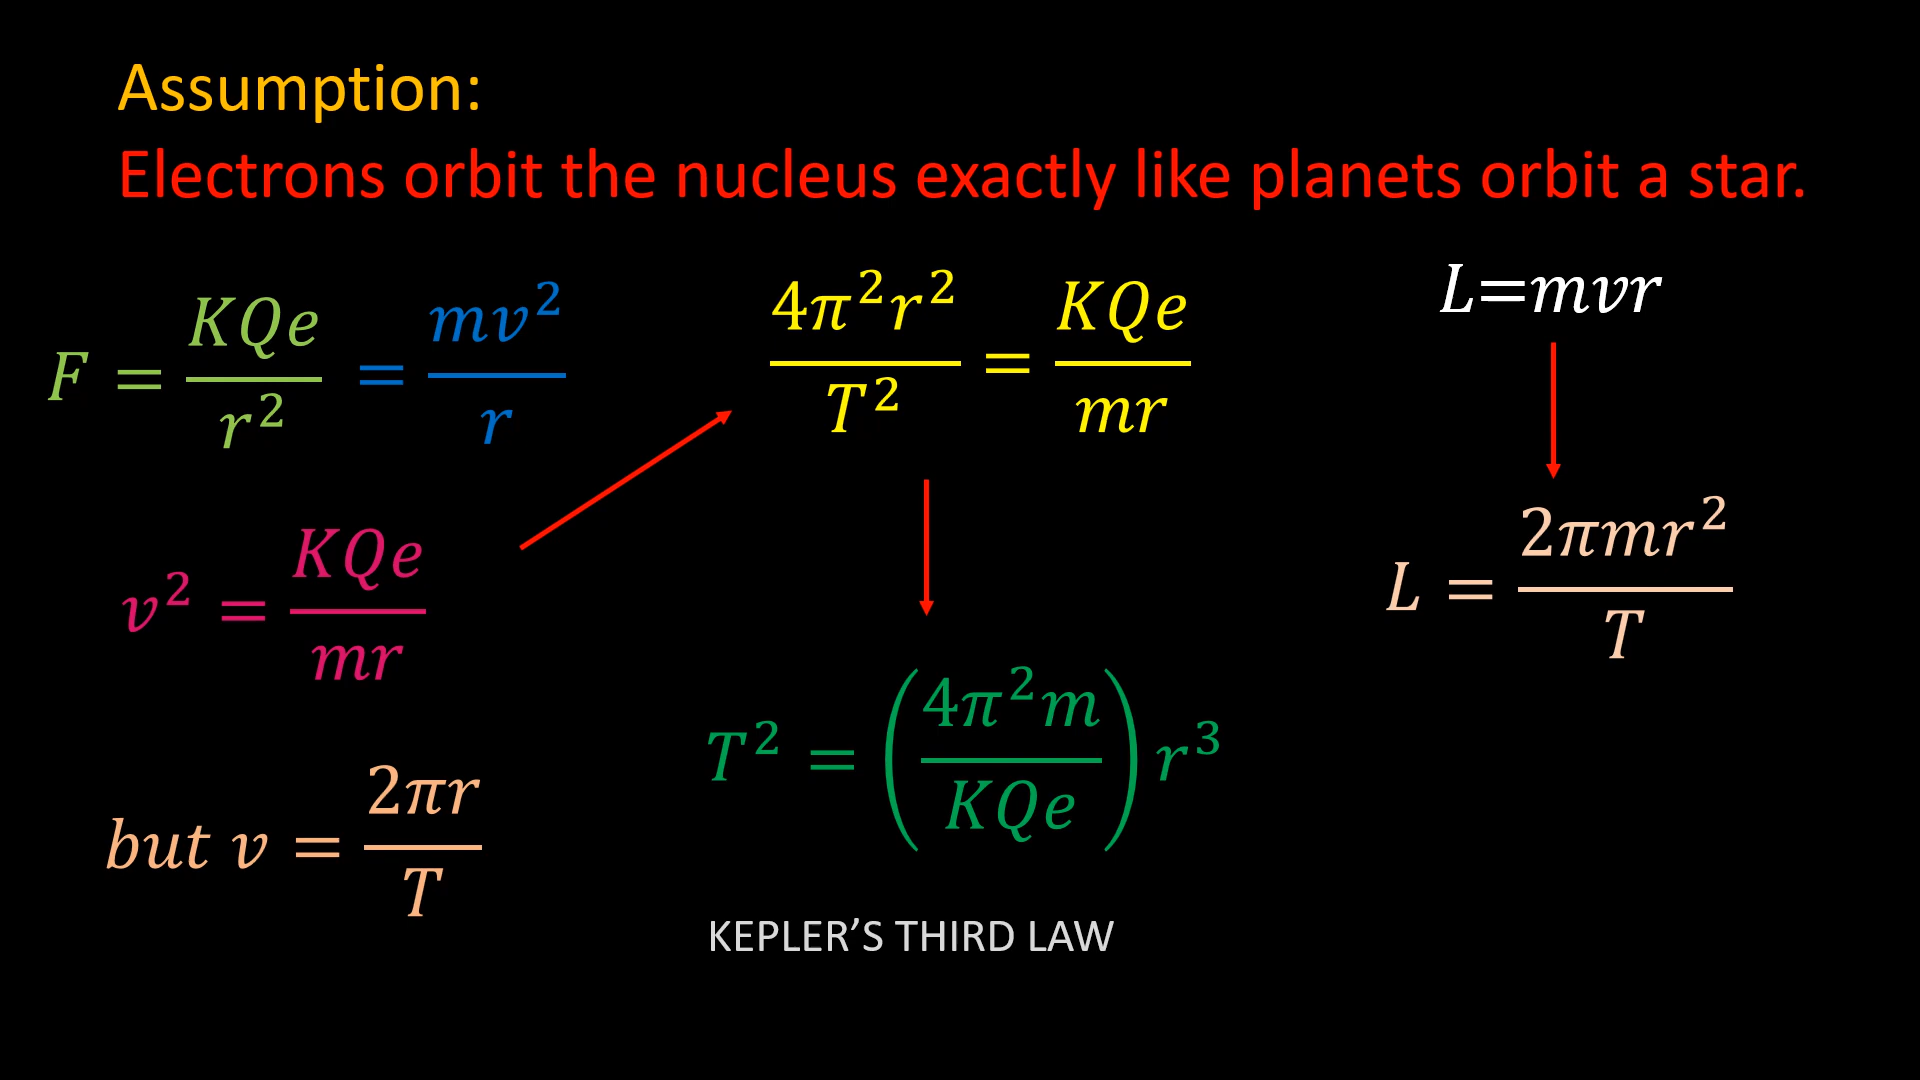 Assumption:
Electrons orbit the nucleus exactly like planets orbit a star.
F = KQe/r² = mv²/r
v² = KQe/mr
but v = 2πr/T
4π²r²/T² = KQe/mr
T² = (4π²m/KQe) r³
KEPLER’S THIRD LAW
L=mvr
L = 2πmr²/T